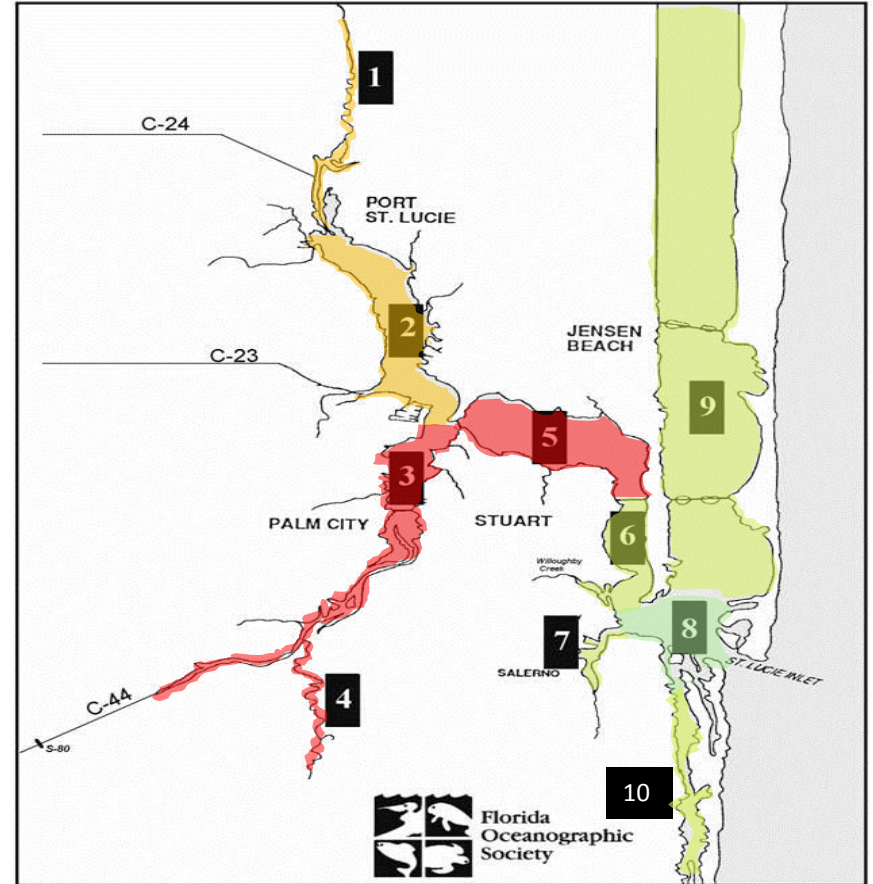 1
C-24
PORT
ST. LUCIE
2
JENSEN
BEACH
C-23
9
5
3
PALM CITY
STUART
6
Willoughby
Creek
8
7
ST. LUCIE INLET
SALERNO
4
C-44
S-80
10
Florida
Oceanographic
Society